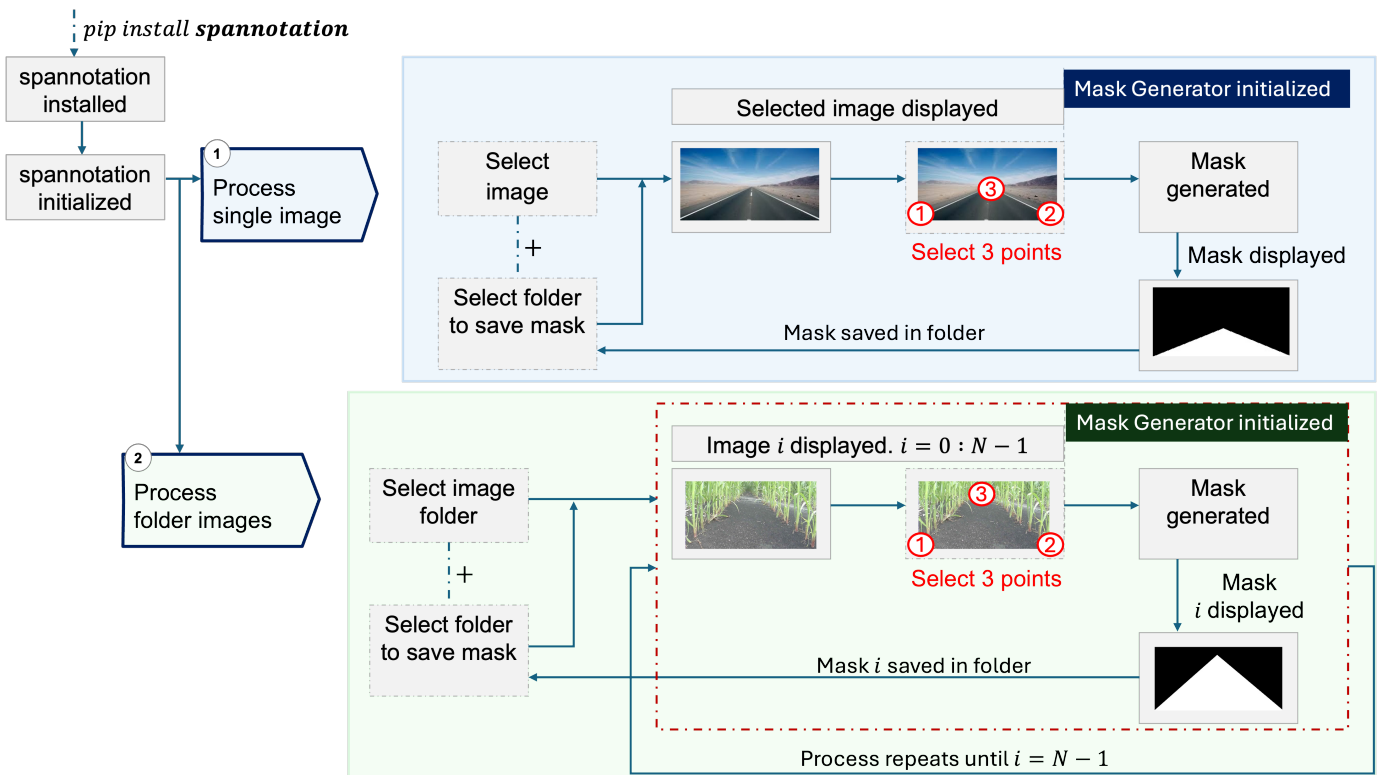 pip install spannotation
spannotation
installed
spannotation
initialized
1
Process
single image
2
Process
folder images
Mask Generator initialized
Selected image displayed
Select
image
+
Select folder
to save mask
1
2
3
Select 3 points
Mask
generated
Mask displayed
Mask saved in folder
Mask Generator initialized
Image i displayed. i = 0 : N − 1
Select image
folder
+
Select folder
to save mask
1
2
3
Select 3 points
Mask
generated
Mask
i displayed
Mask i saved in folder
Process repeats until i = N − 1